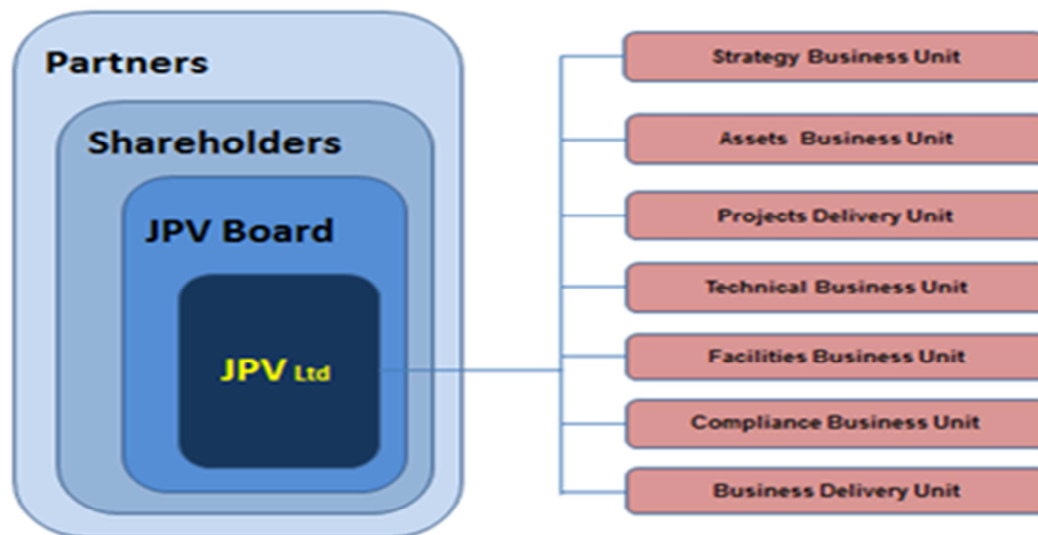 Partners
Shareholders
JPV Board
JPV Ltd
Strategy Business Unit
Assets Business Unit
Projects Delivery Unit
Technical Business Unit
Facilities Business Unit
Compliance Business Unit
Business Delivery Unit